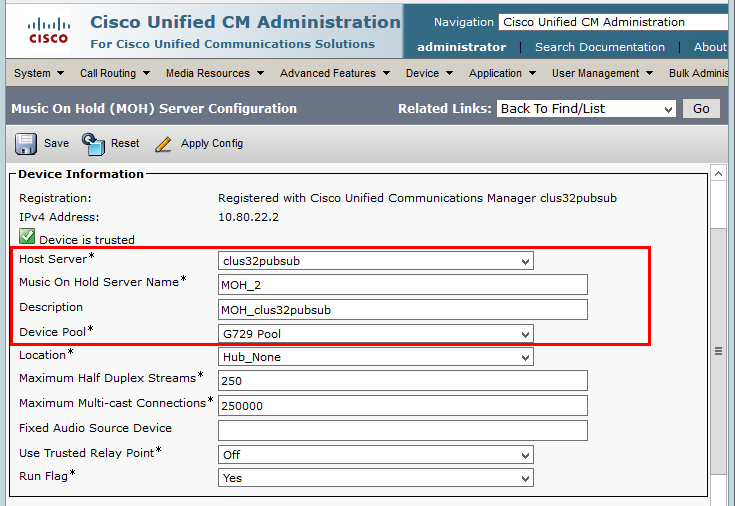 Cisco Unified CM Administration
CISCO
For Cisco Unified Communications Solutions
Navigation Cisco Unified CM Administration
administrator | Search Documentation | About
System Call Routing Media Resources Advanced Features Device Application User Management Bulk Adminis
Music On Hold (MOH) Server Configuration Related Links: Back To Find/List Go
Save Reset Apply Config
Device Information
Registration: Registered with Cisco Unified Communications Manager clus32pubsub
IPv4 Address: 10.80.22.2
Device is trusted
Host Server* clus32pubsub
Music On Hold Server Name* MOH_2
Description MOH_clus32pubsub
Device Pool* G729 Pool
Location* Hub_None
Maximum Half Duplex Streams* 250
Maximum Multi-cast Connections* 250000
Fixed Audio Source Device
Use Trusted Relay Point* Off
Run Flag* Yes